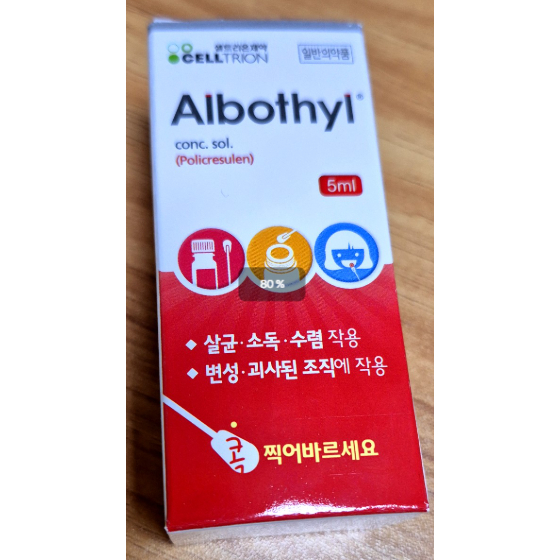 셀트리온제약
CELLTRION
일반의약품
Albothyl®
conc. sol.
(Policresulen)
5ml
80 %
◆ 살균·소독·수렴 작용
◆ 변성·괴사된 조직에 작용
콕 찍어바르세요